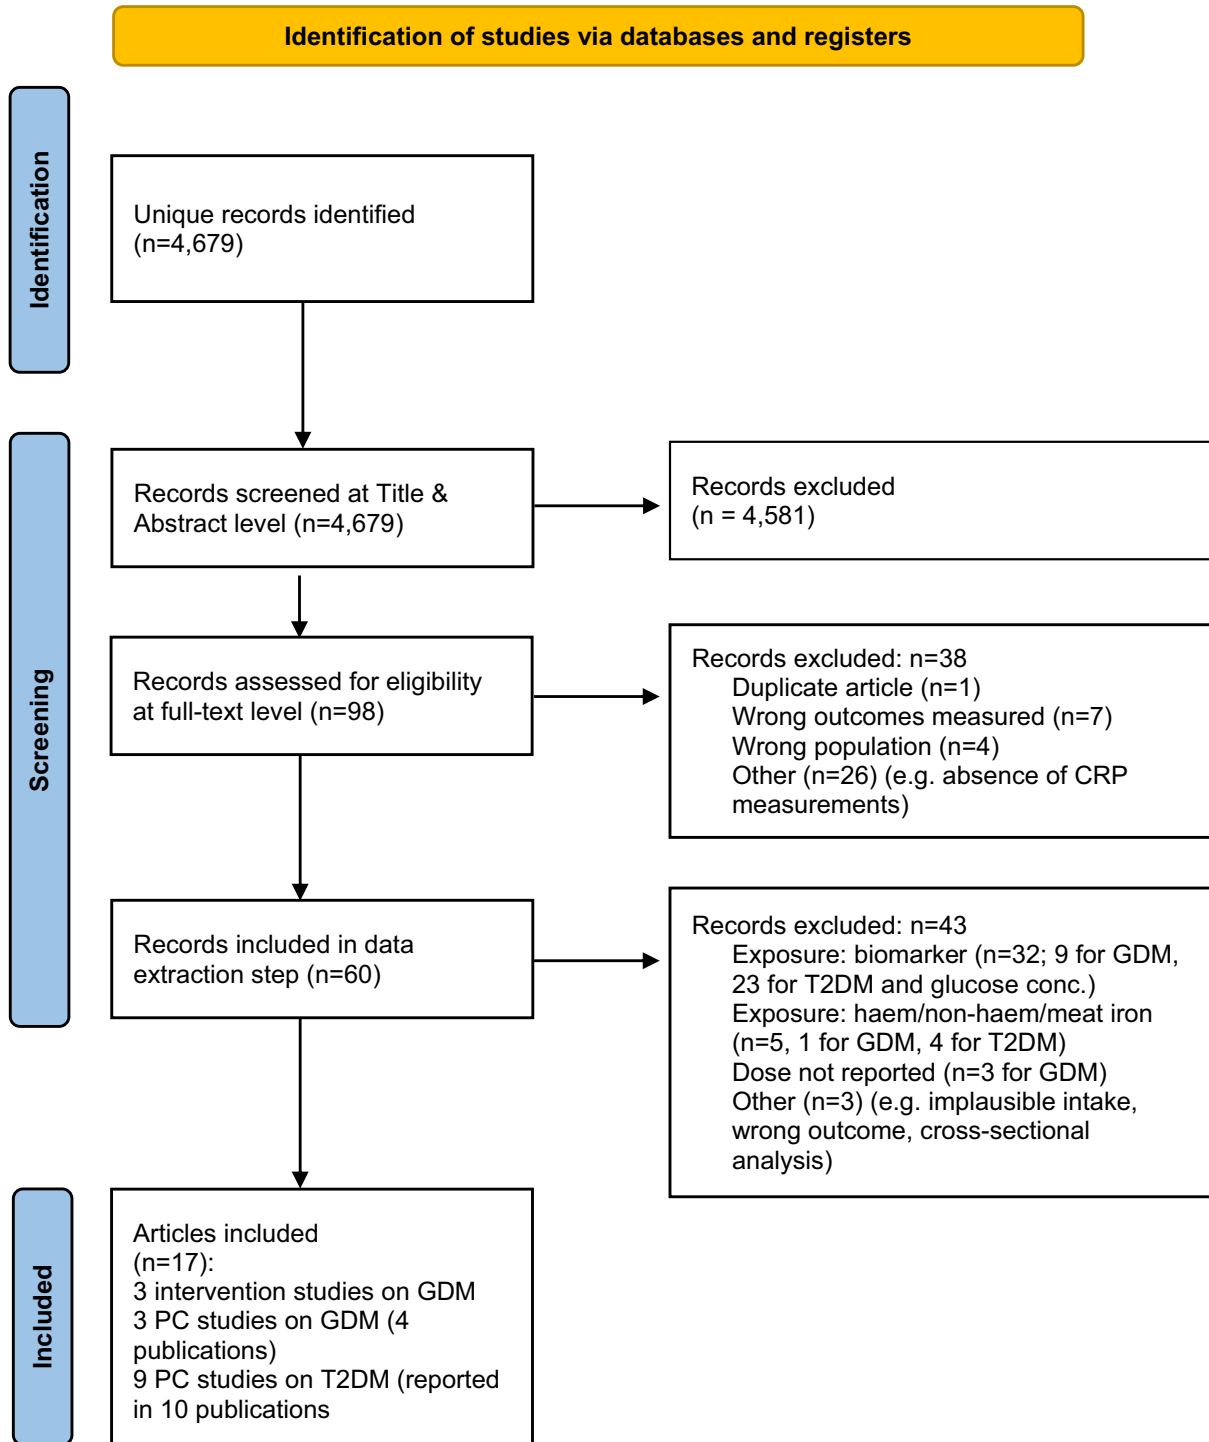 Identification of studies via databases and registers
Identification
Unique records identified
(n=4,679)
Screening
Records screened at Title &
Abstract level (n=4,679)
Records excluded
(n = 4,581)
Records assessed for eligibility
at full-text level (n=98)
Records excluded: n=38
Duplicate article (n=1)
Wrong outcomes measured (n=7)
Wrong population (n=4)
Other (n=26) (e.g. absence of CRP
measurements)
Records included in data
extraction step (n=60)
Records excluded: n=43
Exposure: biomarker (n=32; 9 for GDM,
23 for T2DM and glucose conc.)
Exposure: haem/non-haem/meat iron
(n=5, 1 for GDM, 4 for T2DM)
Dose not reported (n=3 for GDM)
Other (n=3) (e.g. implausible intake,
wrong outcome, cross-sectional
analysis)
Included
Articles included
(n=17):
3 intervention studies on GDM
3 PC studies on GDM (4
publications)
9 PC studies on T2DM (reported
in 10 publications